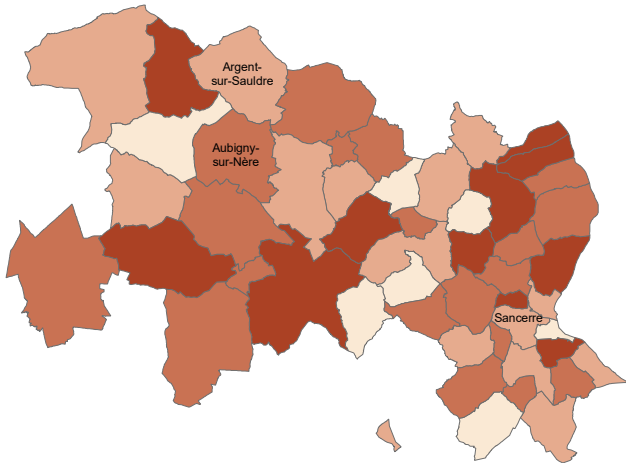 Argent-
sur-Sauldre
Aubigny-
sur-Nère
Sancerre